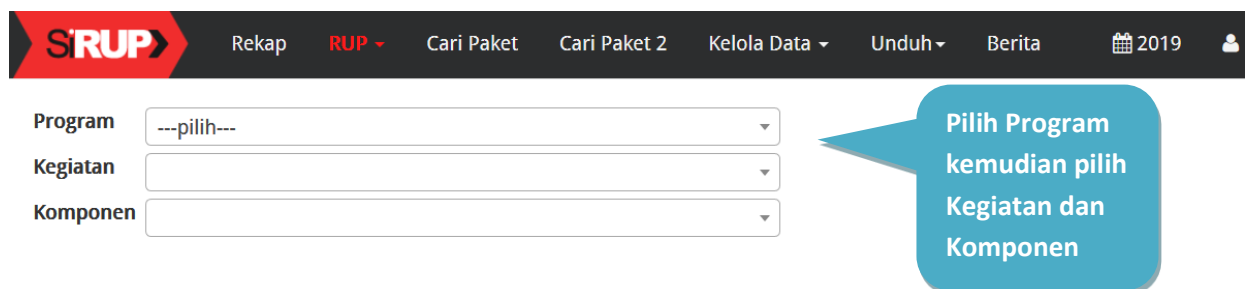 SiRUP Rekap RUP Cari Paket Cari Paket 2 Kelola Data Unduh Berita 2019
Program ---pilih---
Kegiatan
Komponen
Pilih Program
kemudian pilih
Kegiatan dan
Komponen